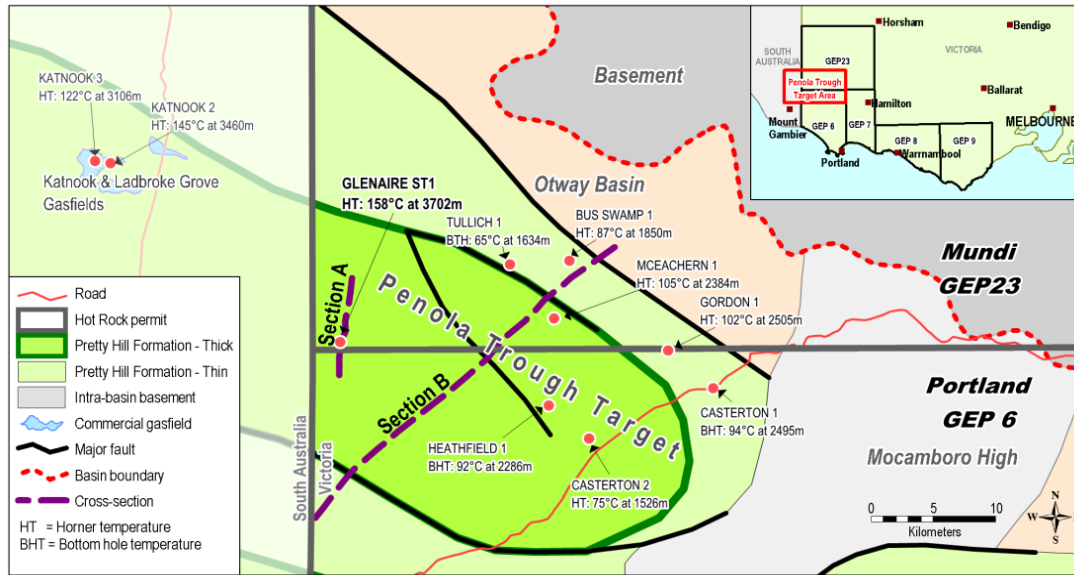 KATNOOK 3
HT: 122°C at 3106m
KATNOOK 2
HT: 145°C at 3460m
Katnook & Ladbroke Grove
Gasfields
GLENAIRE ST1
HT: 158°C at 3702m
TULLICH 1
BTH: 65°C at 1634m
BUS SWAMP 1
HT: 87°C at 1850m
MCEACHERN 1
HT: 105°C at 2384m
GORDON 1
HT: 102°C at 2505m
CASTERTON 1
BHT: 94°C at 2495m
HEATHFIELD 1
BHT: 92°C at 2286m
CASTERTON 2
HT: 75°C at 1526m
Basement
Otway Basin
Mundi
GEP23
Portland
GEP 6
Mocamboro High
Penola Trough Target
Section A
Section B
South Australia
Victoria
Road
Hot Rock permit
Pretty Hill Formation - Thick
Pretty Hill Formation - Thin
Intra-basin basement
Commercial gasfield
Major fault
Basin boundary
Cross-section
HT = Horner temperature
BHT = Bottom hole temperature
Horsham
Bendigo
SOUTH
AUSTRALIA
VICTORIA
GEP23
Penola Trough
Target Area
Hamilton
Ballarat
MELBOURNE
Mount
Gambier
GEP 6
GEP 7
GEP 8
GEP 9
Portland
Warrnambool
0 5 10
Kilometers
N
W E
S